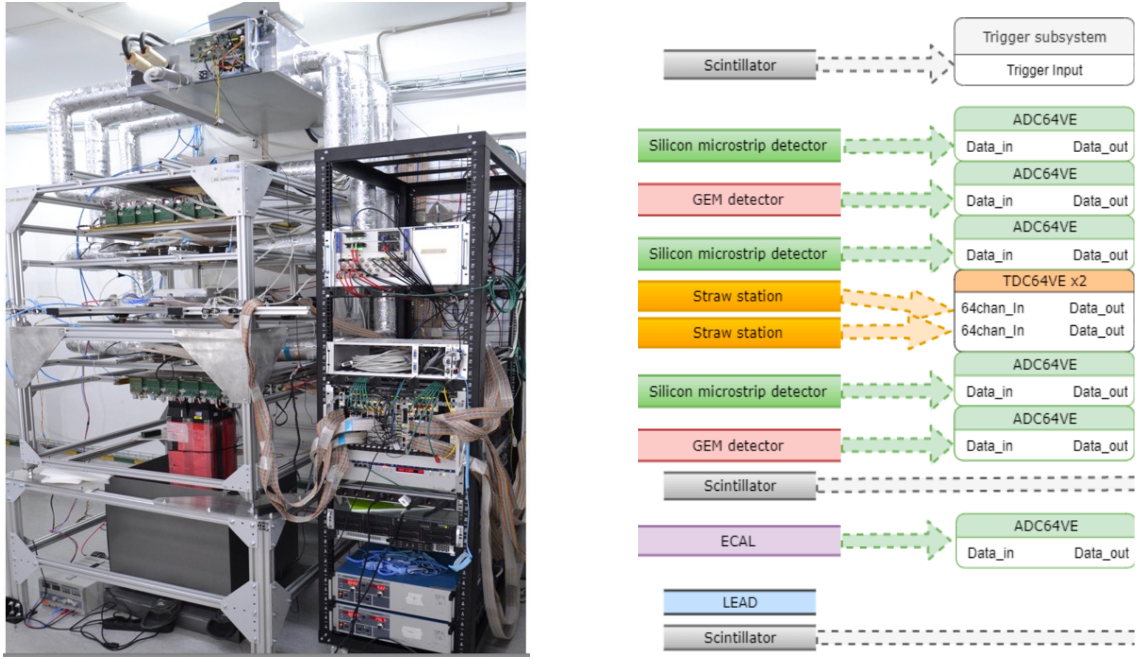 Trigger subsystem
Scintillator
Trigger Input
ADC64VE
Silicon microstrip detector
Data_in Data_out
ADC64VE
GEM detector
Data_in Data_out
ADC64VE
Silicon microstrip detector
Data_in Data_out
TDC64VE x2
Straw station
64chan_In Data_out
Straw station
64chan_In Data_out
ADC64VE
Silicon microstrip detector
Data_in Data_out
ADC64VE
GEM detector
Data_in Data_out
Scintillator
ADC64VE
ECAL
Data_in Data_out
LEAD
Scintillator